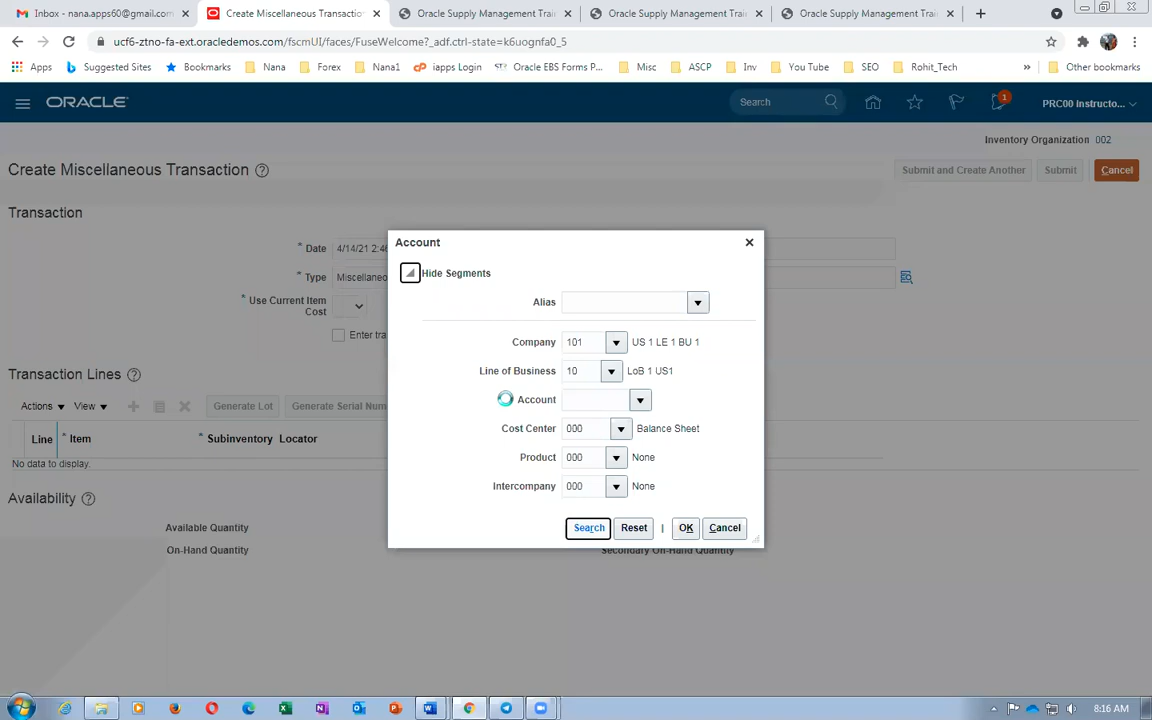 Inbox - nana.apps60@gmail.com
Create Miscellaneous Transaction
Oracle Supply Management Trai
Oracle Supply Management Trai
Oracle Supply Management Trai
ucf6-ztno-fa-ext.oracledemos.com/fscmUI/faces/FuseWelcome?_adf.ctrl-state=k6uognfa0_5
Apps
Suggested Sites
Bookmarks
Nana
Forex
Nana1
iapps Login
Oracle EBS Forms P...
Misc
ASCP
Inv
You Tube
SEO
Rohit_Tech
»
Other bookmarks
ORACLE
Search
1
PRC00 Instructo...
Inventory Organization 002
Create Miscellaneous Transaction
Submit and Create Another
Submit
Cancel
Transaction
* Date 4/14/21 2:46
* Type Miscellaneo
* Use Current Item
Cost
Enter tra
Transaction Lines
Actions
View
Generate Lot
Generate Serial Num
Line
* Item
* Subinventory
Locator
No data to display.
Availability
Available Quantity
On-Hand Quantity
Secondary On-Hand Quantity
Account
Hide Segments
Alias
Company 101 US 1 LE 1 BU 1
Line of Business 10 LoB 1 US1
Account
Cost Center 000 Balance Sheet
Product 000 None
Intercompany 000 None
Search
Reset
|
OK
Cancel
8:16 AM